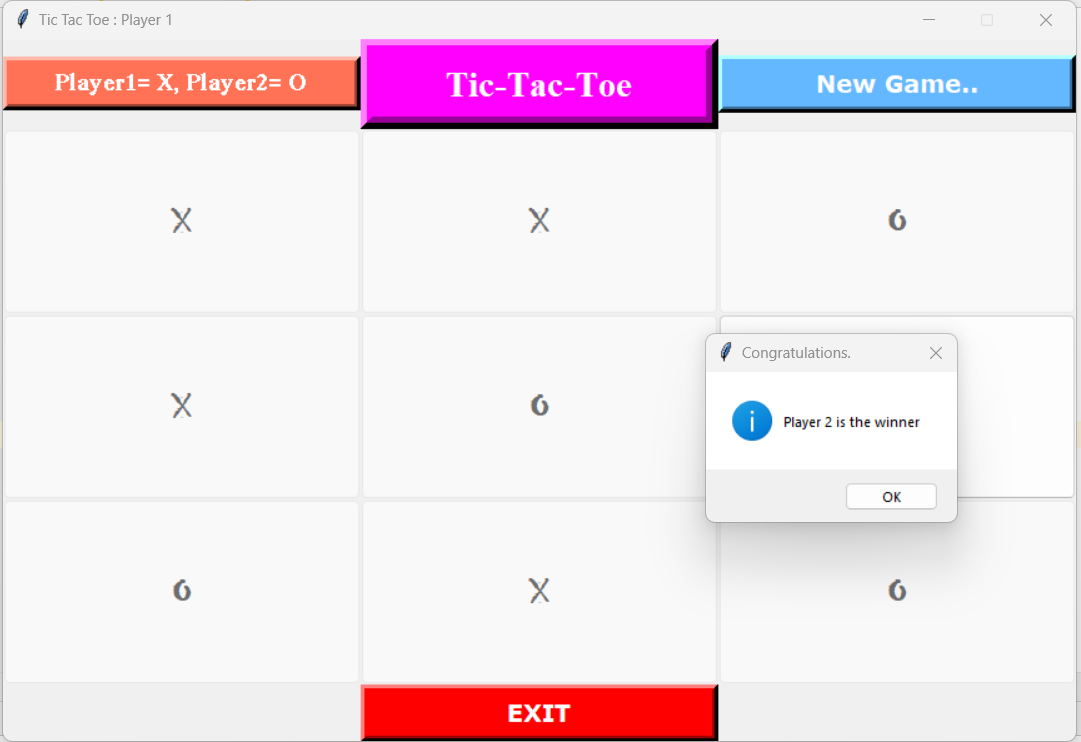 Tic Tac Toe : Player 1
Player1= X, Player2= O
Tic-Tac-Toe
New Game..
X X O
X O
Congratulations.
Player 2 is the winner
OK
O X O
EXIT